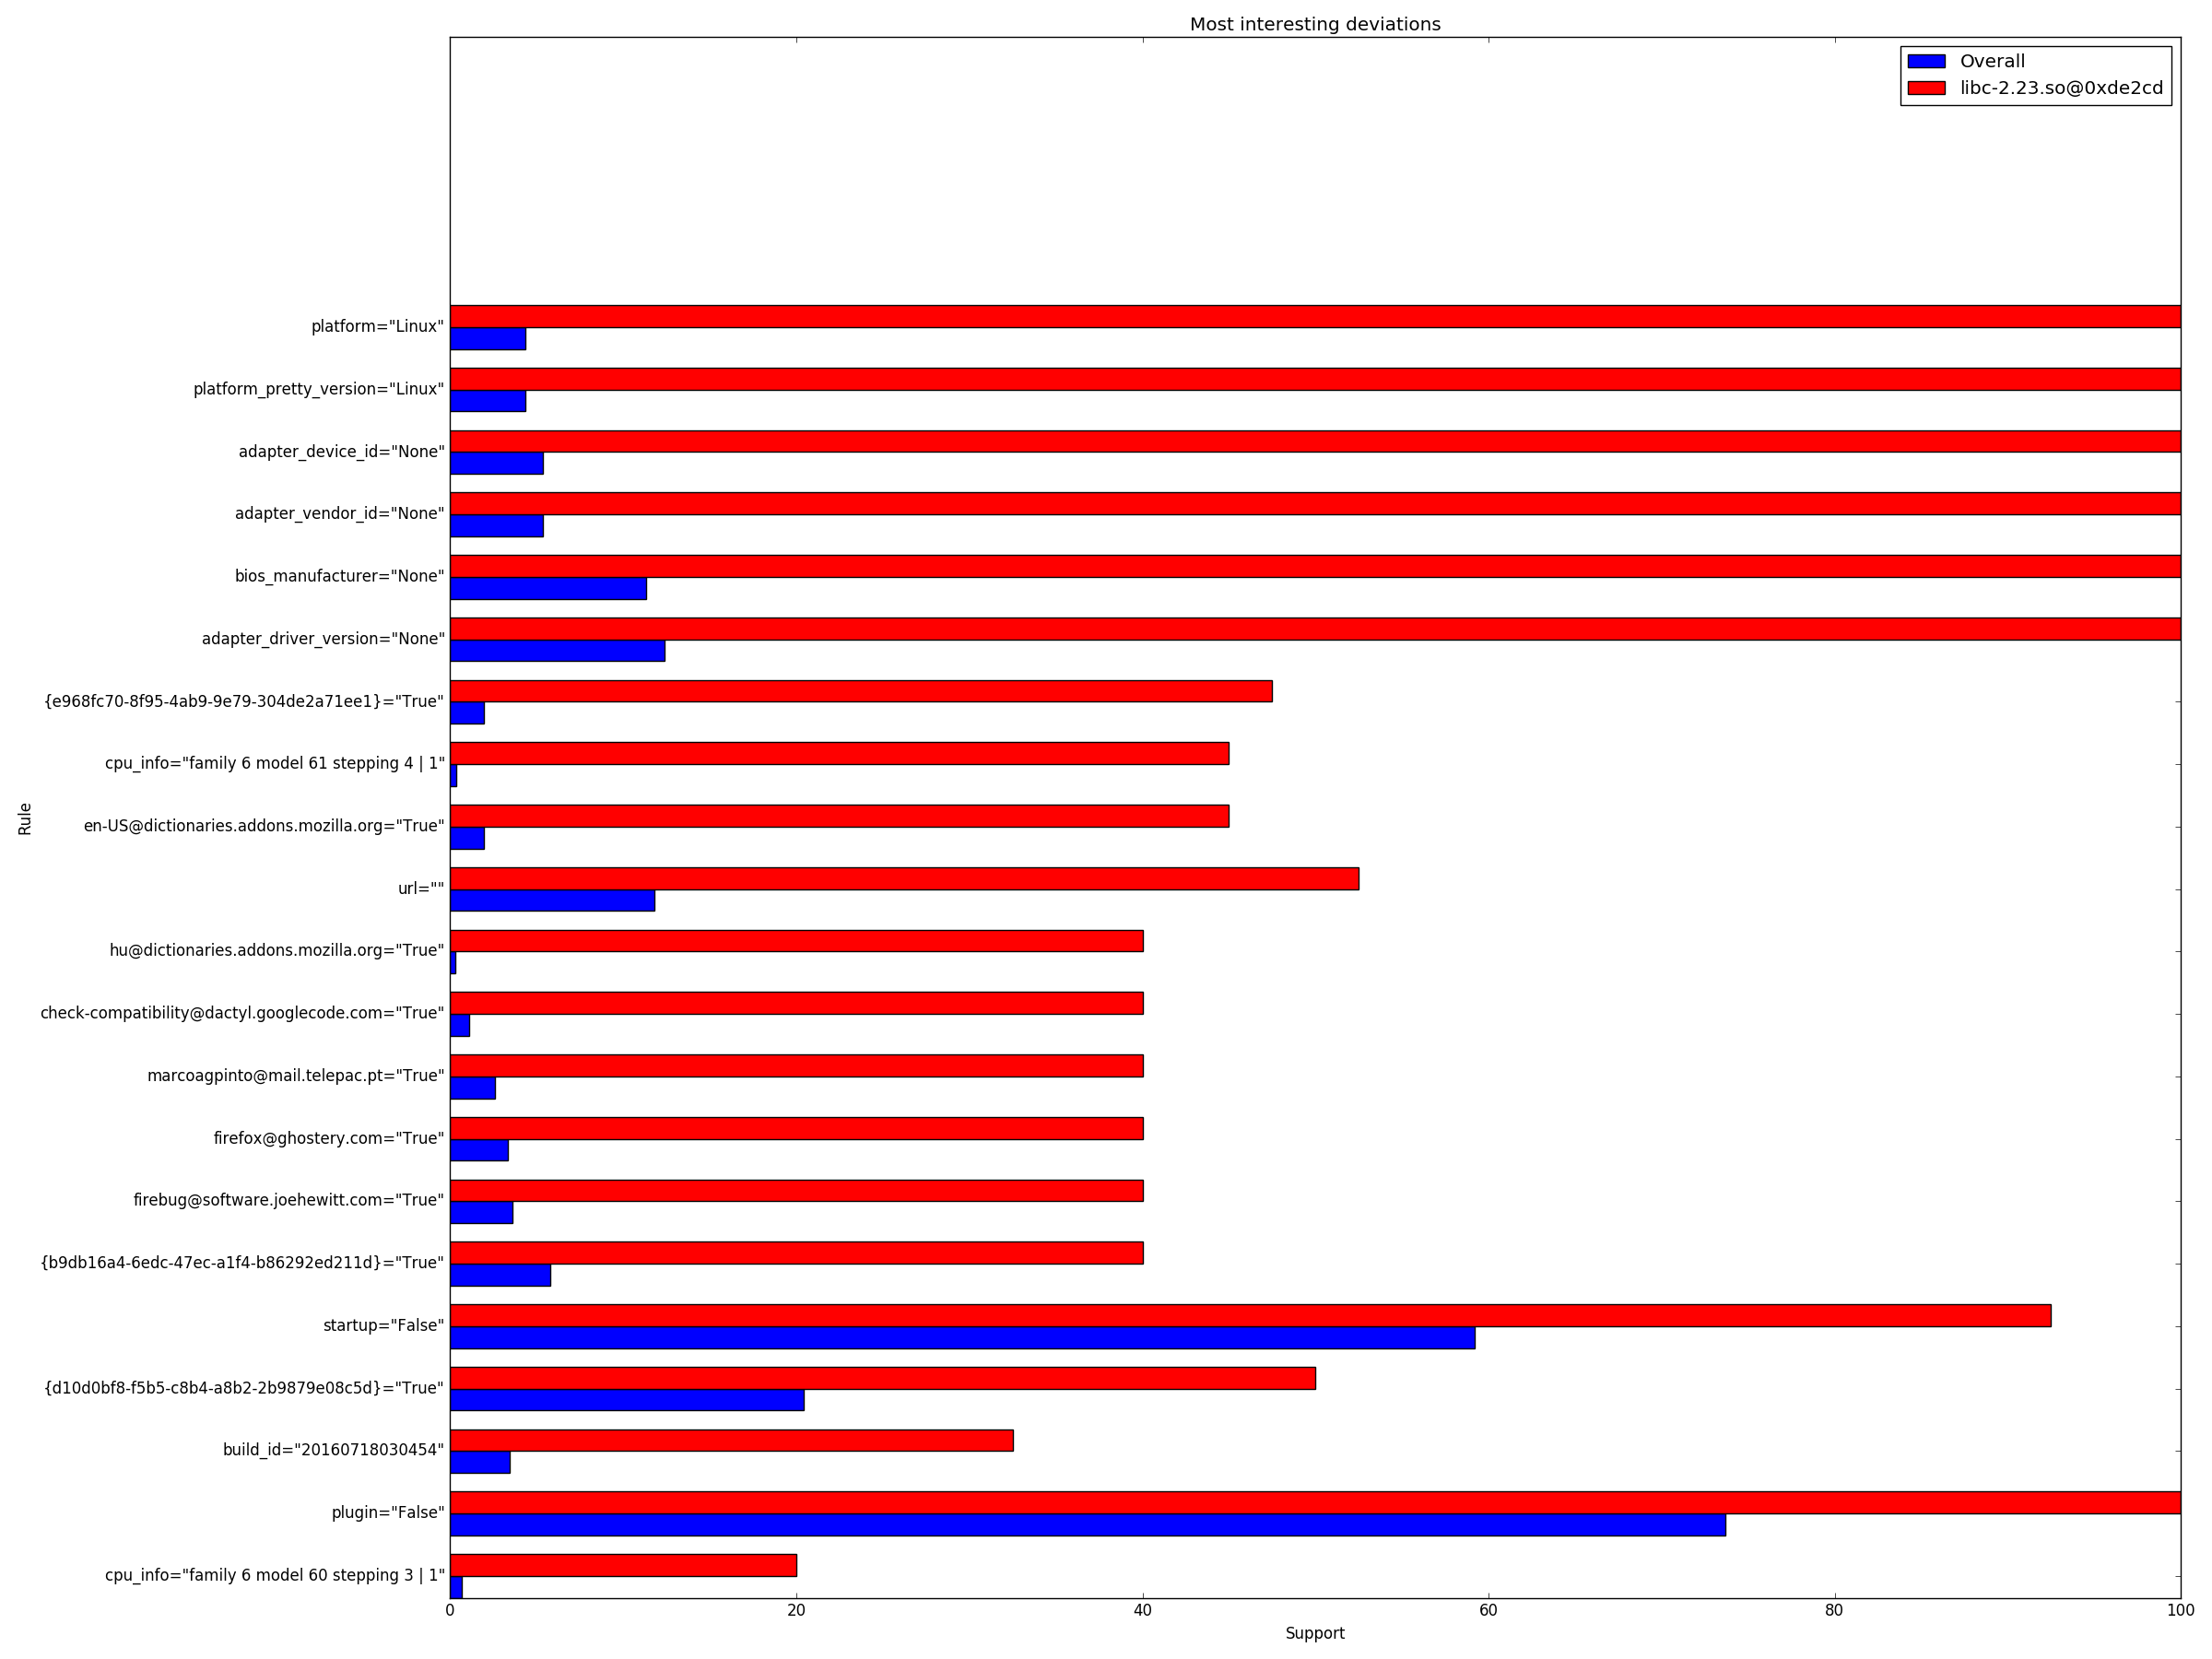 Most interesting deviations
Overall
libc-2.23.so@0xde2cd
platform="Linux"
platform_pretty_version="Linux"
adapter_device_id="None"
adapter_vendor_id="None"
bios_manufacturer="None"
adapter_driver_version="None"
{e968fc70-8f95-4ab9-9e79-304de2a71ee1}="True"
cpu_info="family 6 model 61 stepping 4 | 1"
en-US@dictionaries.addons.mozilla.org="True"
url=""
hu@dictionaries.addons.mozilla.org="True"
check-compatibility@dactyl.googlecode.com="True"
marcoagpinto@mail.telepac.pt="True"
firefox@ghostery.com="True"
firebug@software.joehewitt.com="True"
{b9db16a4-6edc-47ec-a1f4-b86292ed211d}="True"
startup="False"
{d10d0bf8-f5b5-c8b4-a8b2-2b9879e08c5d}="True"
build_id="20160718030454"
plugin="False"
cpu_info="family 6 model 60 stepping 3 | 1"
Rule
0 20 40 60 80 100
Support